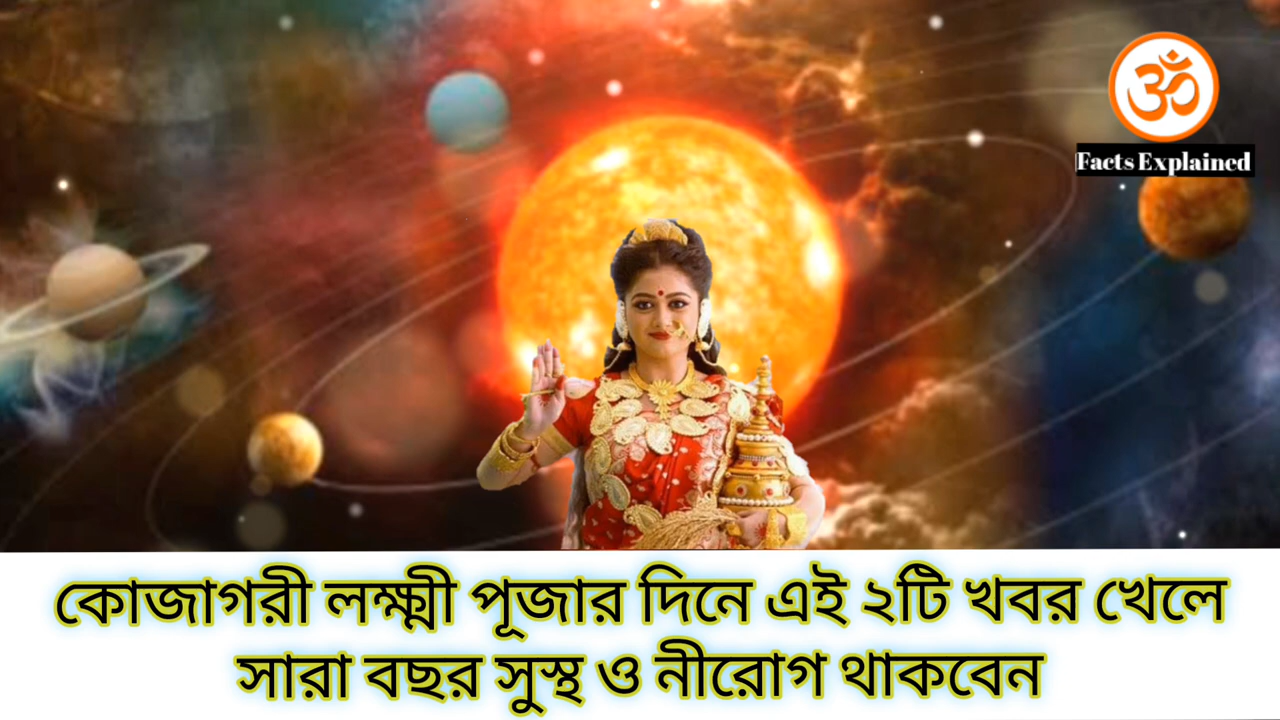 ॐ
Facts Explained
কোজাগরী লক্ষ্মী পূজার দিনে এই ২টি খবর খেলে
সারা বছর সুস্থ ও নীরোগ থাকবেন